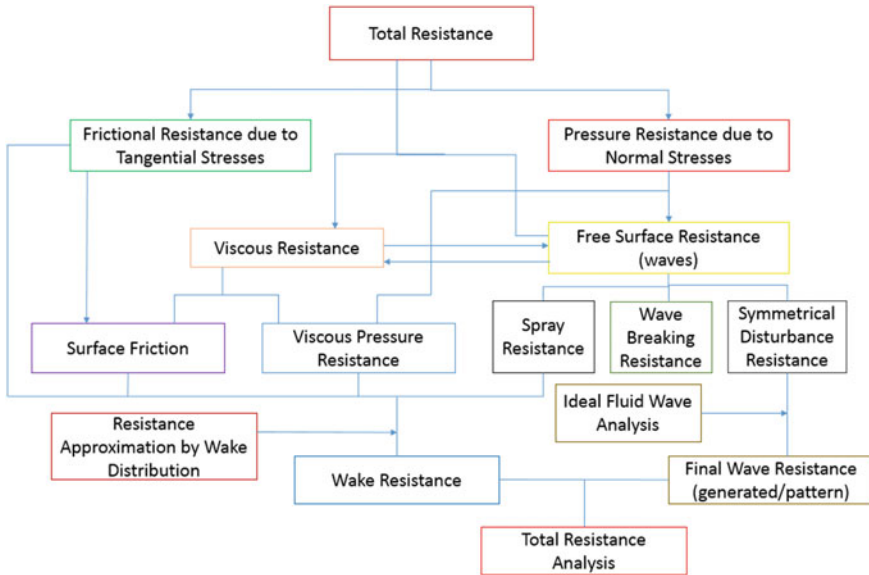 Total Resistance
Frictional Resistance due to
Tangential Stresses
Pressure Resistance due to
Normal Stresses
Viscous Resistance
Free Surface Resistance
(waves)
Surface Friction
Viscous Pressure
Resistance
Spray
Resistance
Wave
Breaking
Resistance
Symmetrical
Disturbance
Resistance
Ideal Fluid Wave
Analysis
Resistance
Approximation by Wake
Distribution
Wake Resistance
Final Wave Resistance
(generated/pattern)
Total Resistance
Analysis